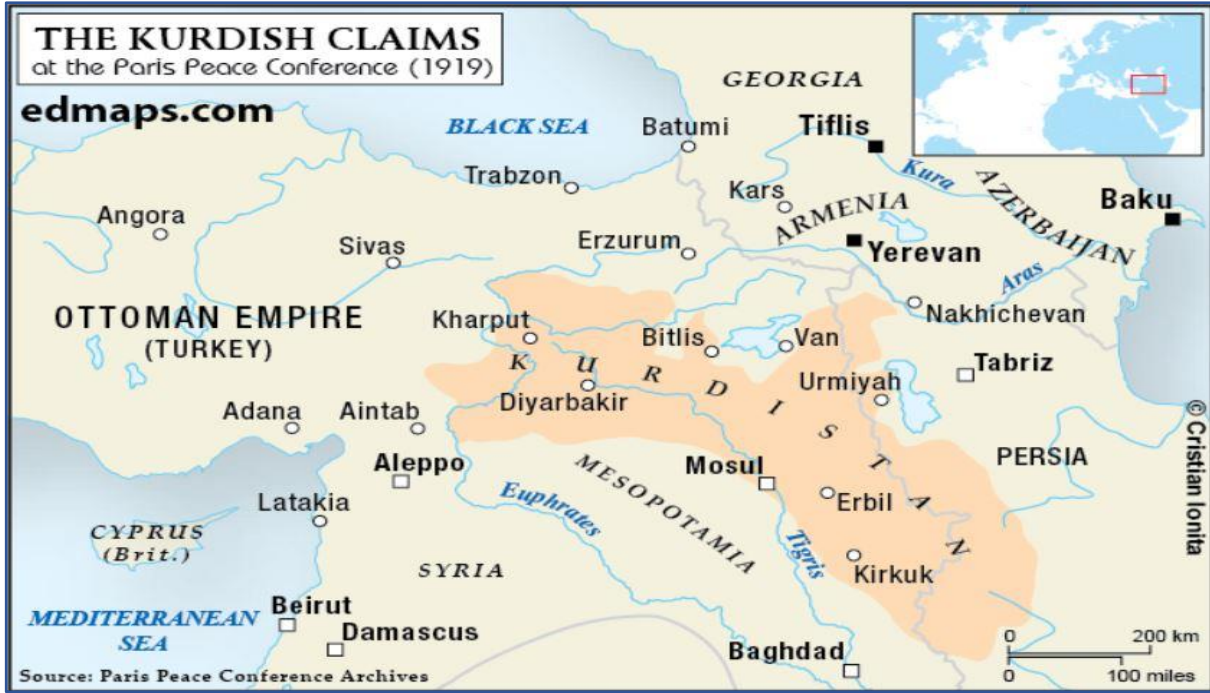 THE KURDISH CLAIMS
at the Paris Peace Conference (1919)
edmaps.com
GEORGIA
BLACK SEA
Batumi
Tiflis
Trabzon
Kars
Kura
AZERBAIJAN
Baku
Angora
ARMENIA
Sivas
Erzurum
Yerevan
Aras
OTTOMAN EMPIRE
(TURKEY)
Kharput
Bitlis
Van
Nakhichevan
KURDISTAN
Tabriz
Diyarbakir
Urmiyah
Adana
Aintab
Aleppo
MESOPOTAMIA
Mosul
PERSIA
© Cristian Ionita
Latakia
Euphrates
Erbil
CYPRUS
(Brit.)
SYRIA
Tigris
Kirkuk
MEDITERRANEAN
SEA
Beirut
Damascus
Baghdad
0 200 km
0 100 miles
Source: Paris Peace Conference Archives